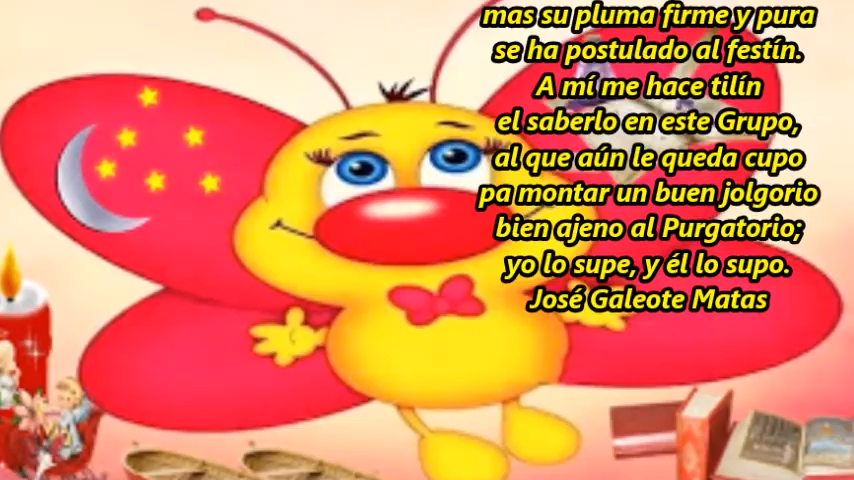 mas su pluma firme y pura
se ha postulado al festín.
A mí me hace tilín
el saberlo en este Grupo,
al que aún le queda cupo
pa montar un buen jolgorio
bien ajeno al Purgatorio;
yo lo supe, y él lo supo.
José Galeote Matas